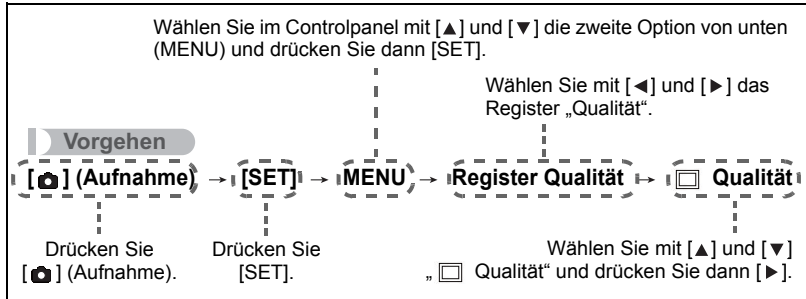 Wählen Sie im Controlpanel mit [▲] und [▼] die zweite Option von unten
(MENU) und drücken Sie dann [SET].
Wählen Sie mit [◄] und [►] das
Register „Qualität“.
Vorgehen
[📷] (Aufnahme) → [SET] → MENU → Register Qualität → □ Qualität
Drücken Sie
[📷] (Aufnahme).
Drücken Sie
[SET].
Wählen Sie mit [▲] und [▼]
„ □ Qualität“ und drücken Sie dann [►].